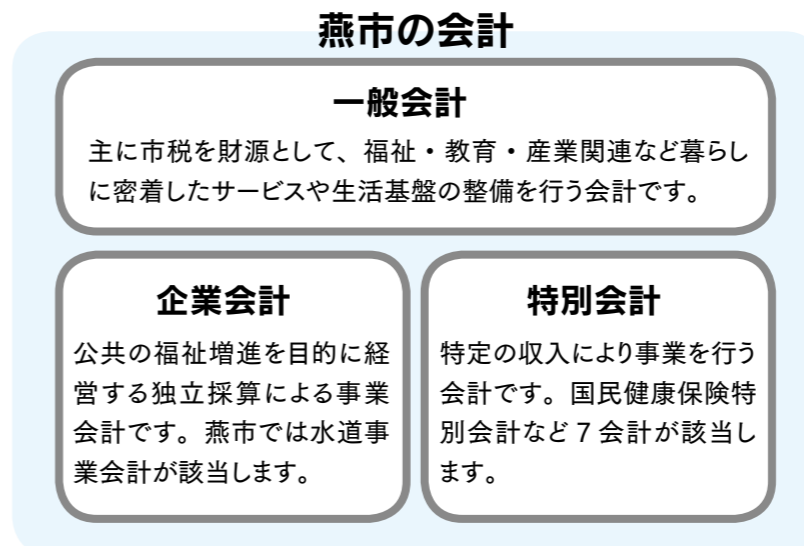 燕市の会計
一般会計
主に市税を財源として、福祉・教育・産業関連など暮らし
に密着したサービスや生活基盤の整備を行う会計です。
企業会計
公共の福祉増進を目的に経
営する独立採算による事業
会計です。燕市では水道事
業会計が該当します。
特別会計
特定の収入により事業を行う
会計です。国民健康保険特
別会計など7会計が該当し
ます。